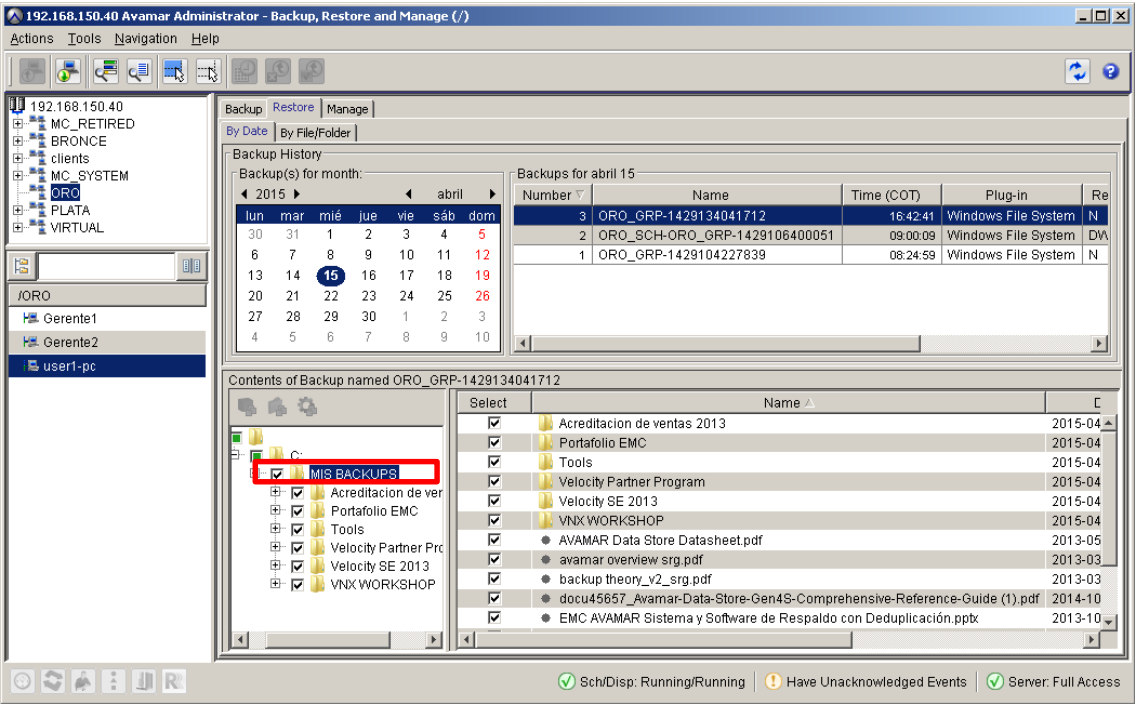 192.168.150.40 Avamar Administrator - Backup, Restore and Manage (/)
Actions Tools Navigation Help
192.168.150.40
MC_RETIRED
BRONCE
clients
MC_SYSTEM
ORO
PLATA
VIRTUAL
/ORO
Gerente1
Gerente2
user1-pc
Backup Restore Manage
By Date By File/Folder
Backup History
Backup(s) for month:
2015 abril
lun mar mié jue vie sáb dom
30 31 1 2 3 4 5
6 7 8 9 10 11 12
13 14 15 16 17 18 19
20 21 22 23 24 25 26
27 28 29 30 1 2 3
4 5 6 7 8 9 10
Backups for abril 15
Number Name Time (COT) Plug-in Re
3 ORO_GRP-1429134041712 16:42:41 Windows File System N
2 ORO_SCH-ORO_GRP-1429106400051 09:00:09 Windows File System DW
1 ORO_GRP-1429104227839 08:24:59 Windows File System N
Contents of Backup named ORO_GRP-1429134041712
C:
MIS BACKUPS
Acreditacion de ver
Portafolio EMC
Tools
Velocity Partner Prc
Velocity SE 2013
VNX WORKSHOP
Select Name D
Acreditacion de ventas 2013 2015-04
Portafolio EMC 2015-04
Tools 2015-04
Velocity Partner Program 2015-04
Velocity SE 2013 2015-04
VNX WORKSHOP 2015-04
AVAMAR Data Store Datasheet.pdf 2013-05
avamar overview srg.pdf 2013-03
backup theory_v2_srg.pdf 2013-03
docu45657_Avamar-Data-Store-Gen4S-Comprehensive-Reference-Guide (1).pdf 2014-10
EMC AVAMAR Sistema y Software de Respaldo con Deduplicación.pptx 2013-10
Sch/Disp: Running/Running Have Unacknowledged Events Server: Full Access